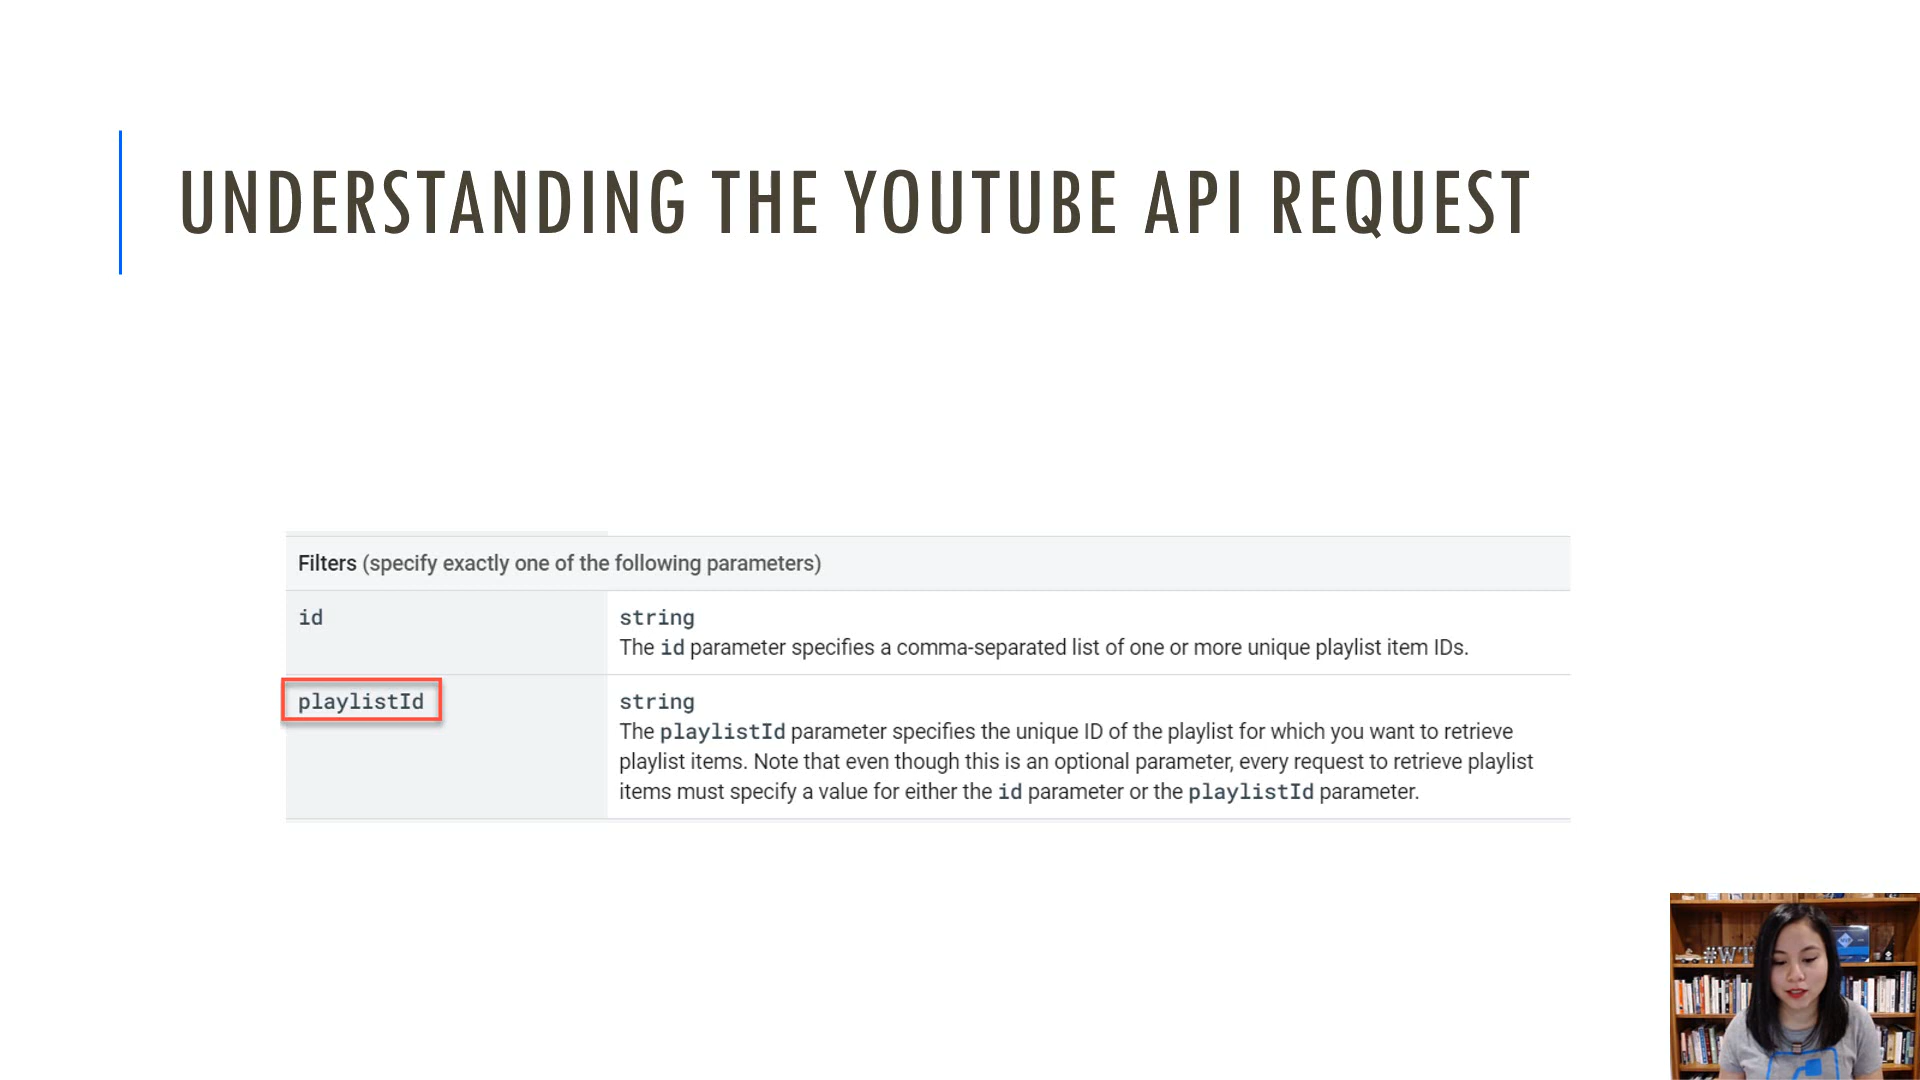 UNDERSTANDING THE YOUTUBE API REQUEST
Filters (specify exactly one of the following parameters)
id
string
The id parameter specifies a comma-separated list of one or more unique playlist item IDs.
playlistId
string
The playlistId parameter specifies the unique ID of the playlist for which you want to retrieve
playlist items. Note that even though this is an optional parameter, every request to retrieve playlist
items must specify a value for either the id parameter or the playlistId parameter.
#WT